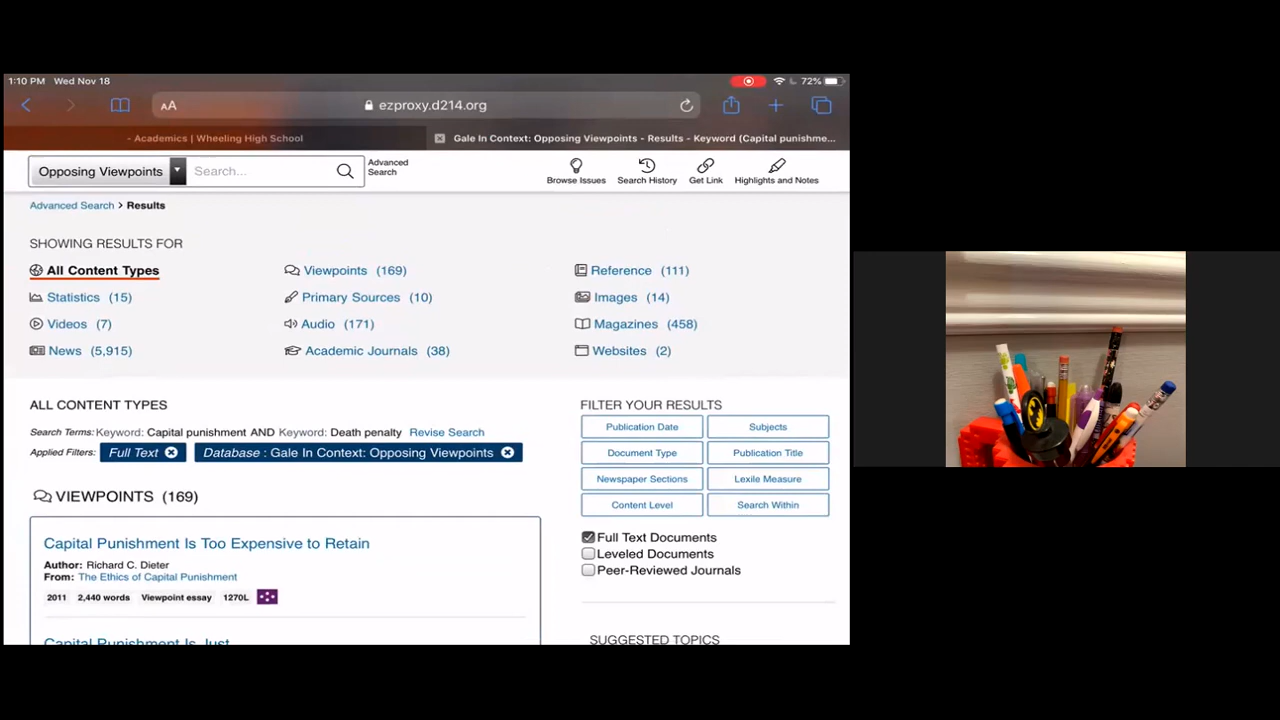 1:10 PM Wed Nov 18
72%
AA
ezproxy.d214.org
- Academics | Wheeling High School
Gale In Context: Opposing Viewpoints - Results - Keyword (Capital punishme...
Opposing Viewpoints
Search...
Advanced
Search
Browse Issues
Search History
Get Link
Highlights and Notes
Advanced Search > Results
SHOWING RESULTS FOR
All Content Types
Viewpoints (169)
Reference (111)
Statistics (15)
Primary Sources (10)
Images (14)
Videos (7)
Audio (171)
Magazines (458)
News (5,915)
Academic Journals (38)
Websites (2)
ALL CONTENT TYPES
Search Terms: Keyword: Capital punishment AND Keyword: Death penalty Revise Search
Applied Filters: Full Text Database : Gale In Context: Opposing Viewpoints
VIEWPOINTS (169)
Capital Punishment Is Too Expensive to Retain
Author: Richard C. Dieter
From: The Ethics of Capital Punishment
2011 2,440 words Viewpoint essay 1270L
Capital Punishment Is Just
FILTER YOUR RESULTS
Publication Date
Subjects
Document Type
Publication Title
Newspaper Sections
Lexile Measure
Content Level
Search Within
Full Text Documents
Leveled Documents
Peer-Reviewed Journals
SUGGESTED TOPICS